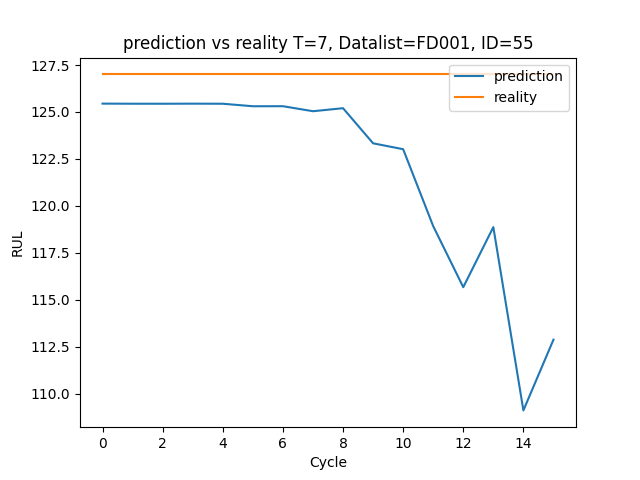 prediction vs reality T=7, Datalist=FD001, ID=55
prediction
reality
127.5
125.0
122.5
120.0
117.5
115.0
112.5
110.0
RUL
0 2 4 6 8 10 12 14
Cycle